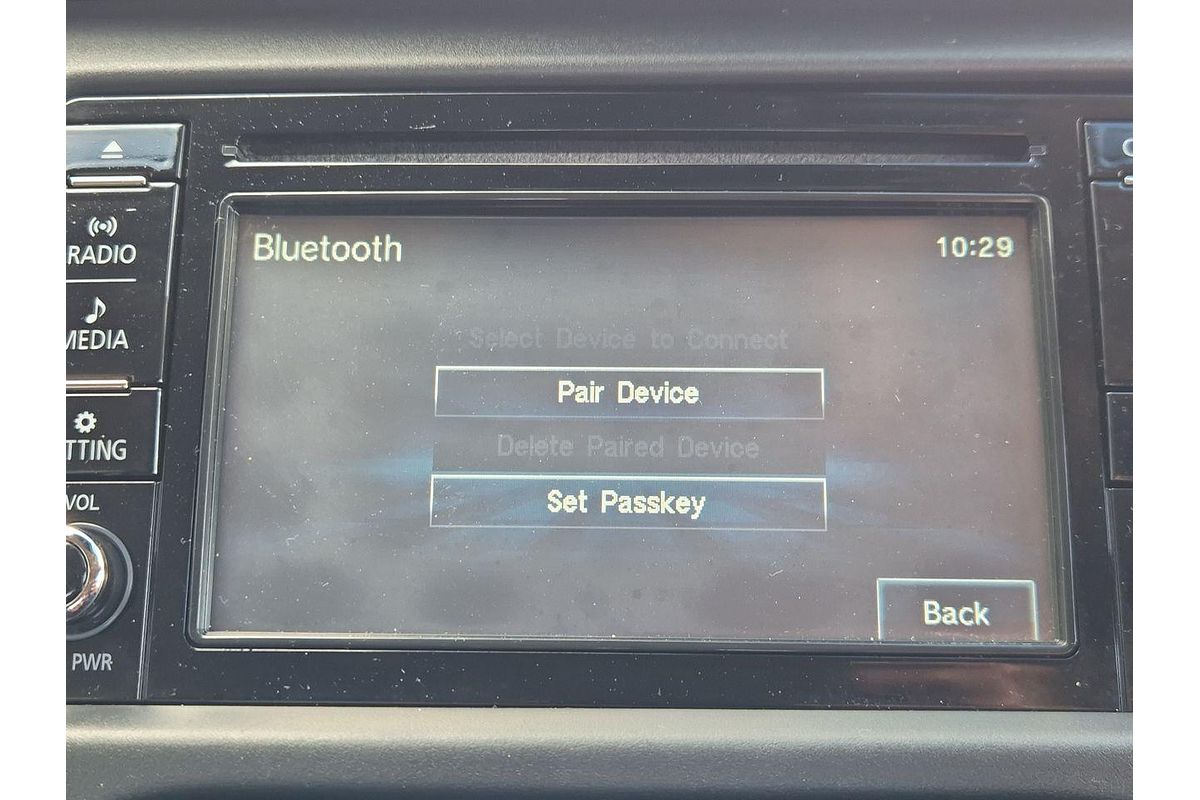 Bluetooth
10:29
RADIO
MEDIA
Select Device to Connect
Pair Device
Delete Paired Device
Set Passkey
Back
TTING
VOL
PWR